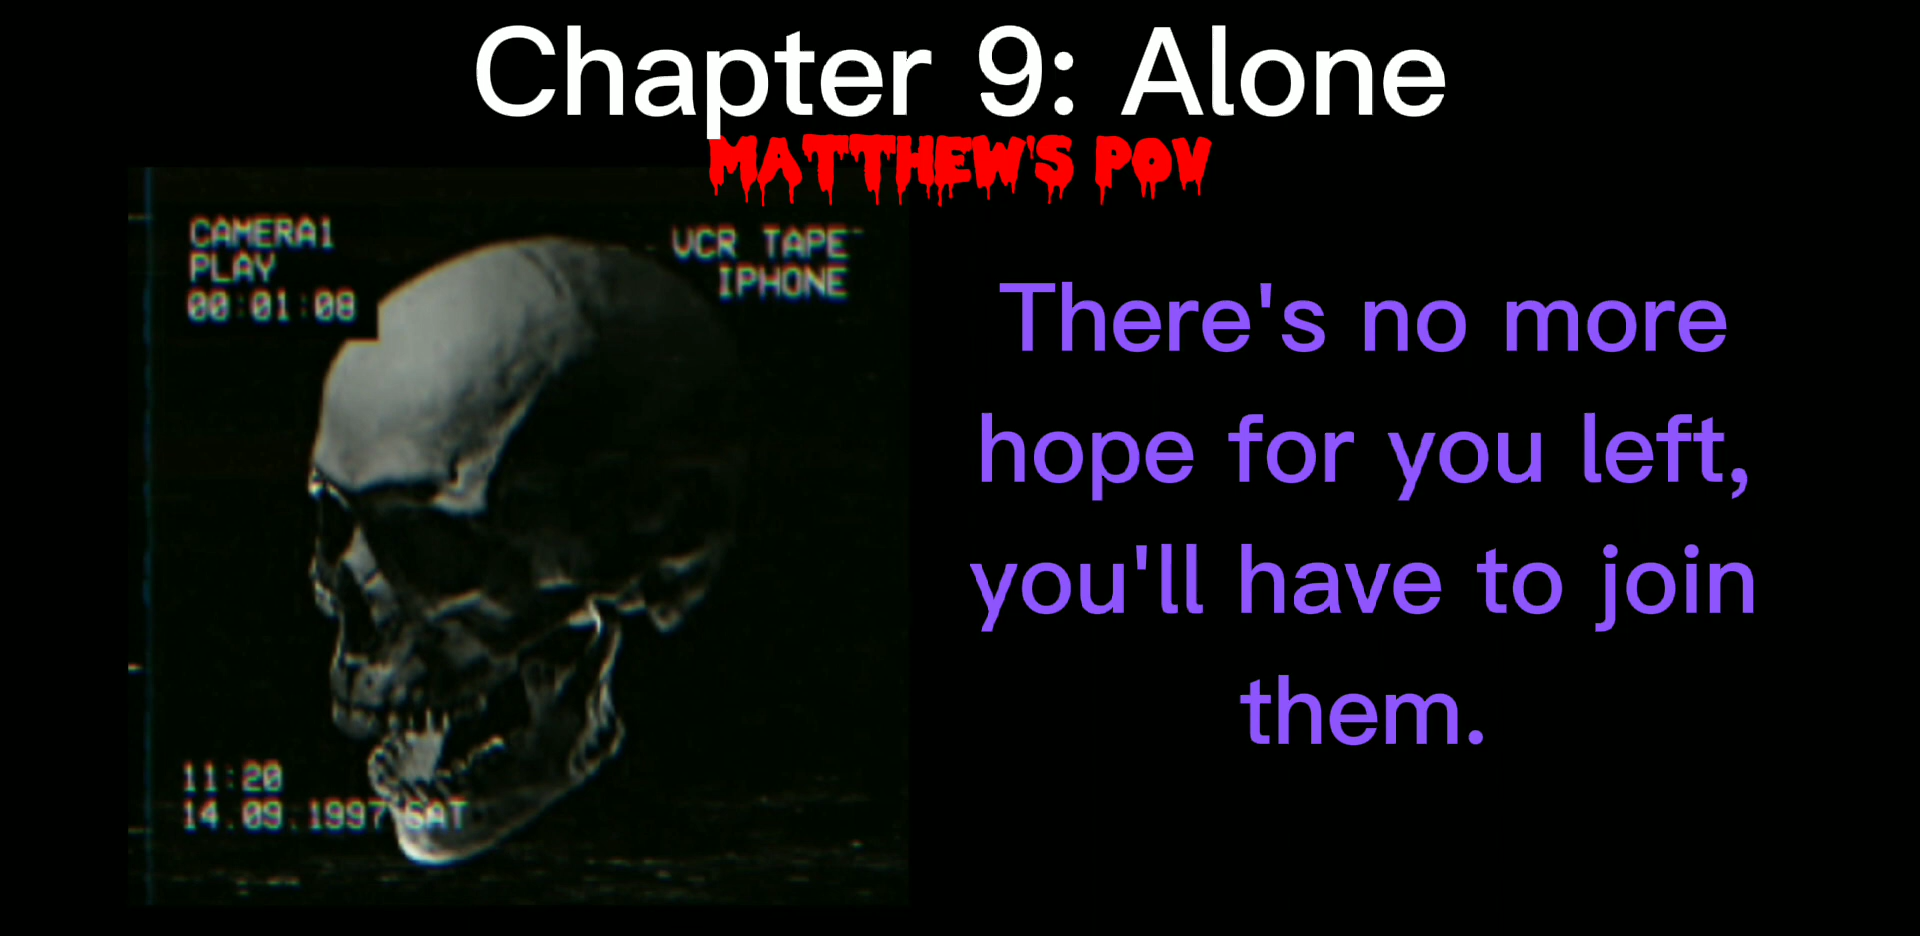 Chapter 9: Alone
MATTHEW'S POV
CAMERA1
PLAY
00:01:08
VCR TAPE
IPHONE
There's no more
hope for you left,
you'll have to join
them.
11:20
14.09.1997 SAT